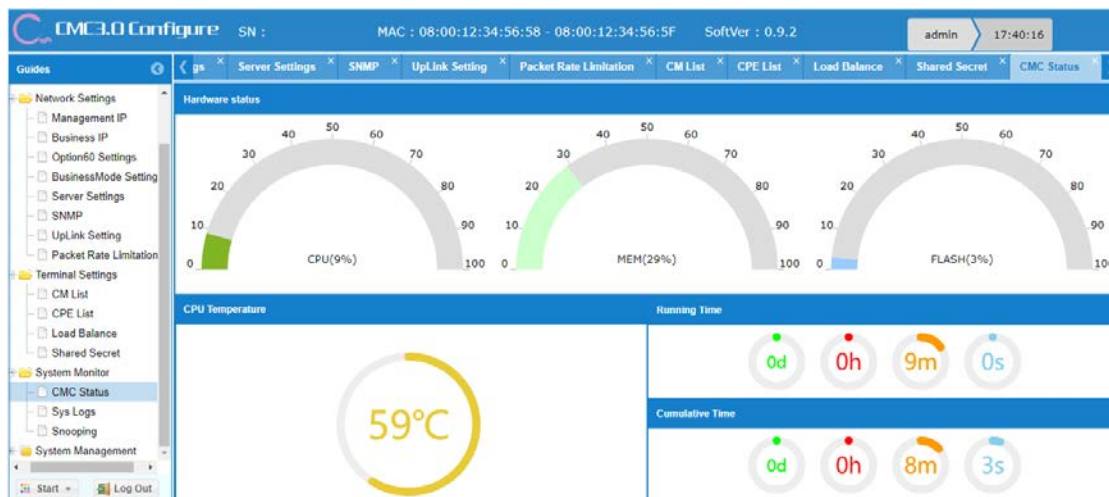 CMC3.0 Configure SN : MAC : 08:00:12:34:56:58 - 08:00:12:34:56:5F SoftVer : 0.9.2 admin 17:40:16
Guides
gs Server Settings SNMP UpLink Setting Packet Rate Limitation CM List CPE List Load Balance Shared Secret CMC Status
Network Settings
Management IP
Business IP
Option60 Settings
BusinessMode Setting
Server Settings
SNMP
UpLink Setting
Packet Rate Limitation
Terminal Settings
CM List
CPE List
Load Balance
Shared Secret
System Monitor
CMC Status
Sys Logs
Snooping
System Management
Start Log Out
Hardware status
0 10 20 30 40 50 60 70 80 90 100
CPU(9%)
0 10 20 30 40 50 60 70 80 90 100
MEM(29%)
0 10 20 30 40 50 60 70 80 90 10
FLASH(3%)
CPU Temperature
59°C
Running Time
0d 0h 9m 0s
Cumulative Time
0d 0h 8m 3s